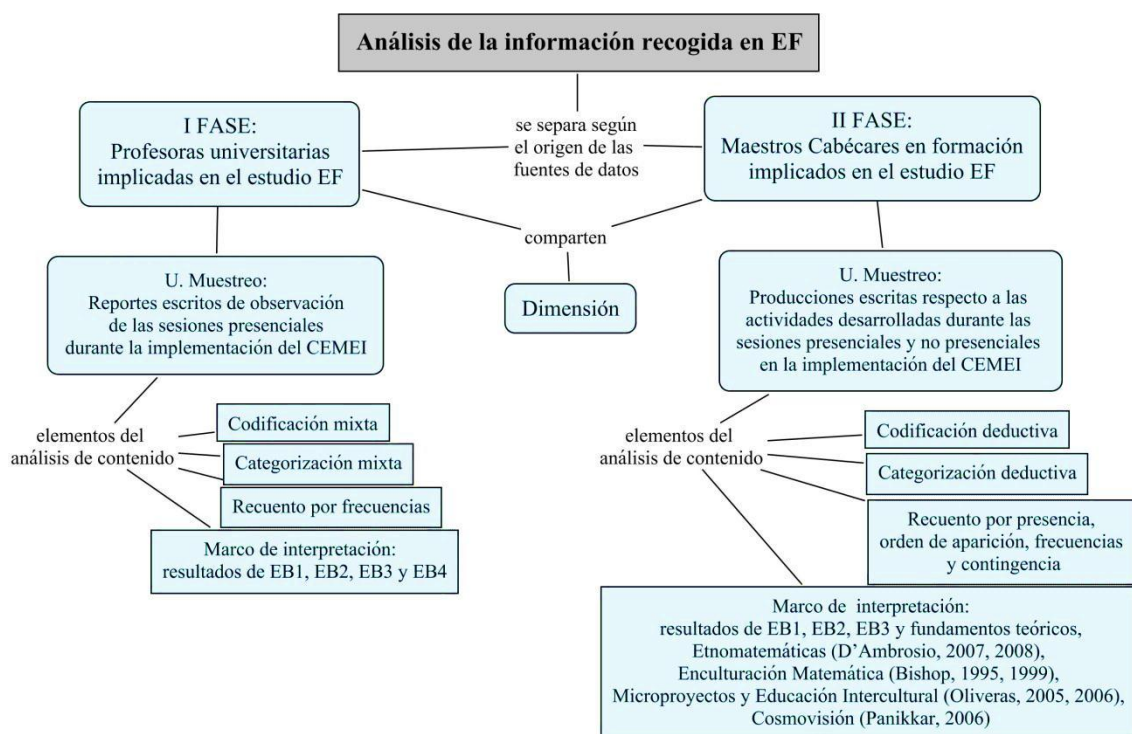 Análisis de la información recogida en EF
I FASE:
Profesoras universitarias
implicadas en el estudio EF
se separa según
el origen de las
fuentes de datos
II FASE:
Maestros Cabécares en formación
implicados en el estudio EF
comparten
Dimensión
U. Muestreo:
Reportes escritos de observación
de las sesiones presenciales
durante la implementación del CEMEI
elementos del
análisis de contenido
Codificación mixta
Categorización mixta
Recuento por frecuencias
Marco de interpretación:
resultados de EB1, EB2, EB3 y EB4
U. Muestreo:
Producciones escritas respecto a las
actividades desarrolladas durante las
sesiones presenciales y no presenciales
en la implementación del CEMEI
elementos del
análisis de contenido
Codificación deductiva
Categorización deductiva
Recuento por presencia,
orden de aparición, frecuencias
y contingencia
Marco de interpretación:
resultados de EB1, EB2, EB3 y fundamentos teóricos,
Etnomatemáticas (D’Ambrosio, 2007, 2008),
Enculturación Matemática (Bishop, 1995, 1999),
Microproyectos y Educación Intercultural (Oliveras, 2005, 2006),
Cosmovisión (Panikkar, 2006)